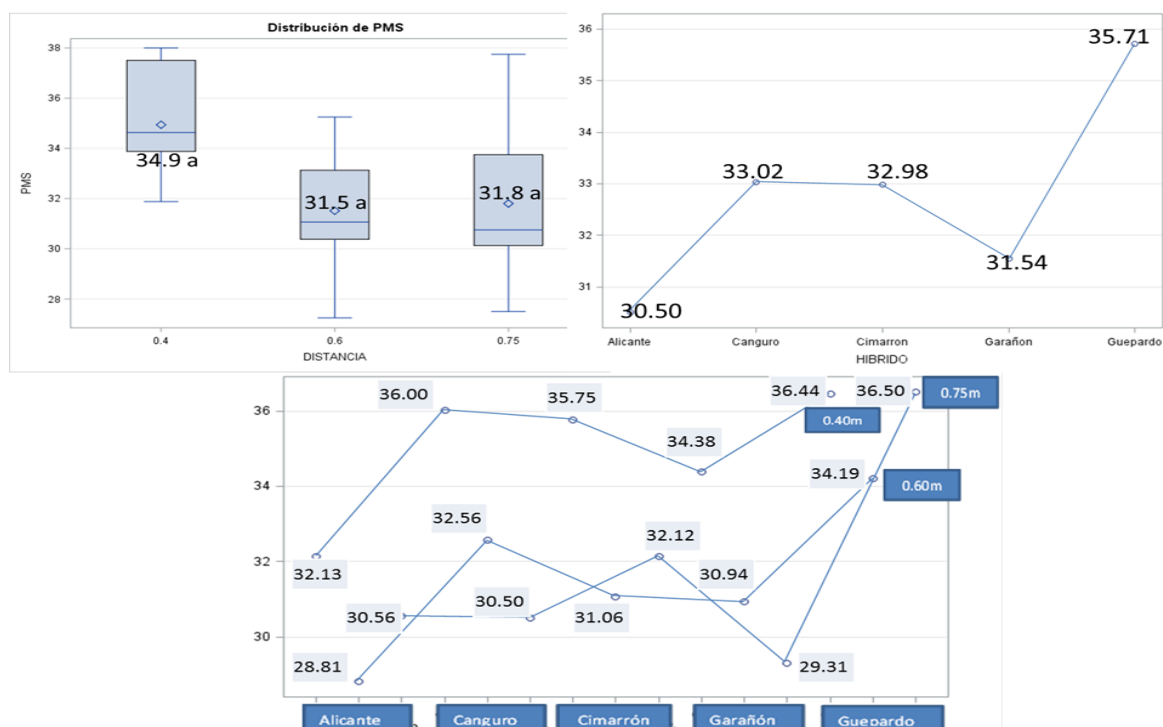 Distribución de PMS
38
36
34
32
30
28
PMS
34.9 a
31.5 a
31.8 a
0.4
0.6
0.75
DISTANCIA
36
35
34
33
32
31
30.50
33.02
32.98
31.54
35.71
Alicante
Canguro
Cimarron
Garañon
Guepardo
HIBRIDO
36
34
32
30
36.00
35.75
34.38
36.44
36.50
0.75m
0.40m
34.19
0.60m
32.13
32.56
32.12
30.56
30.50
31.06
30.94
28.81
29.31
Alicante
Canguro
Cimarrón
Garañón
Guepardo